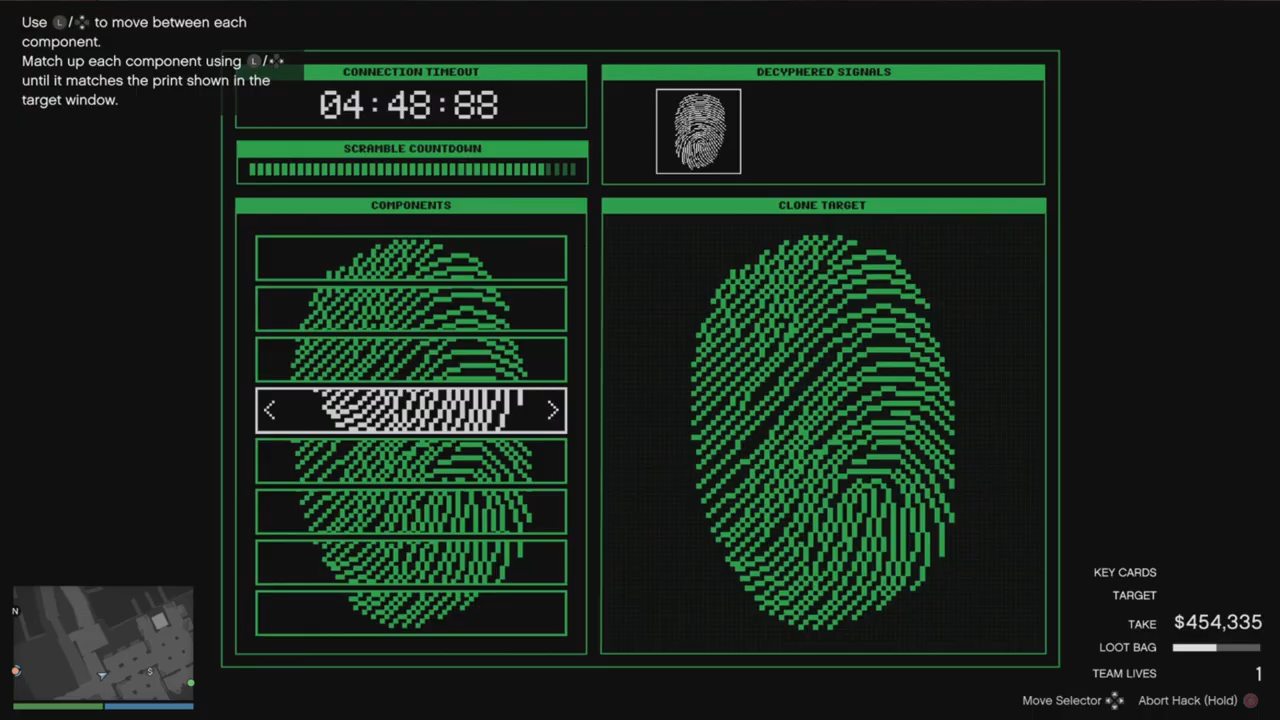 Use L/ to move between each
component.
Match up each component using L/
until it matches the print shown in the
target window.
CONNECTION TIMEOUT
04:48:88
SCRAMBLE COUNTDOWN
DECYPHERED SIGNALS
COMPONENTS
CLONE TARGET
< >
N
S
KEY CARDS
TARGET
TAKE $454,335
LOOT BAG
TEAM LIVES 1
Move Selector Abort Hack (Hold)